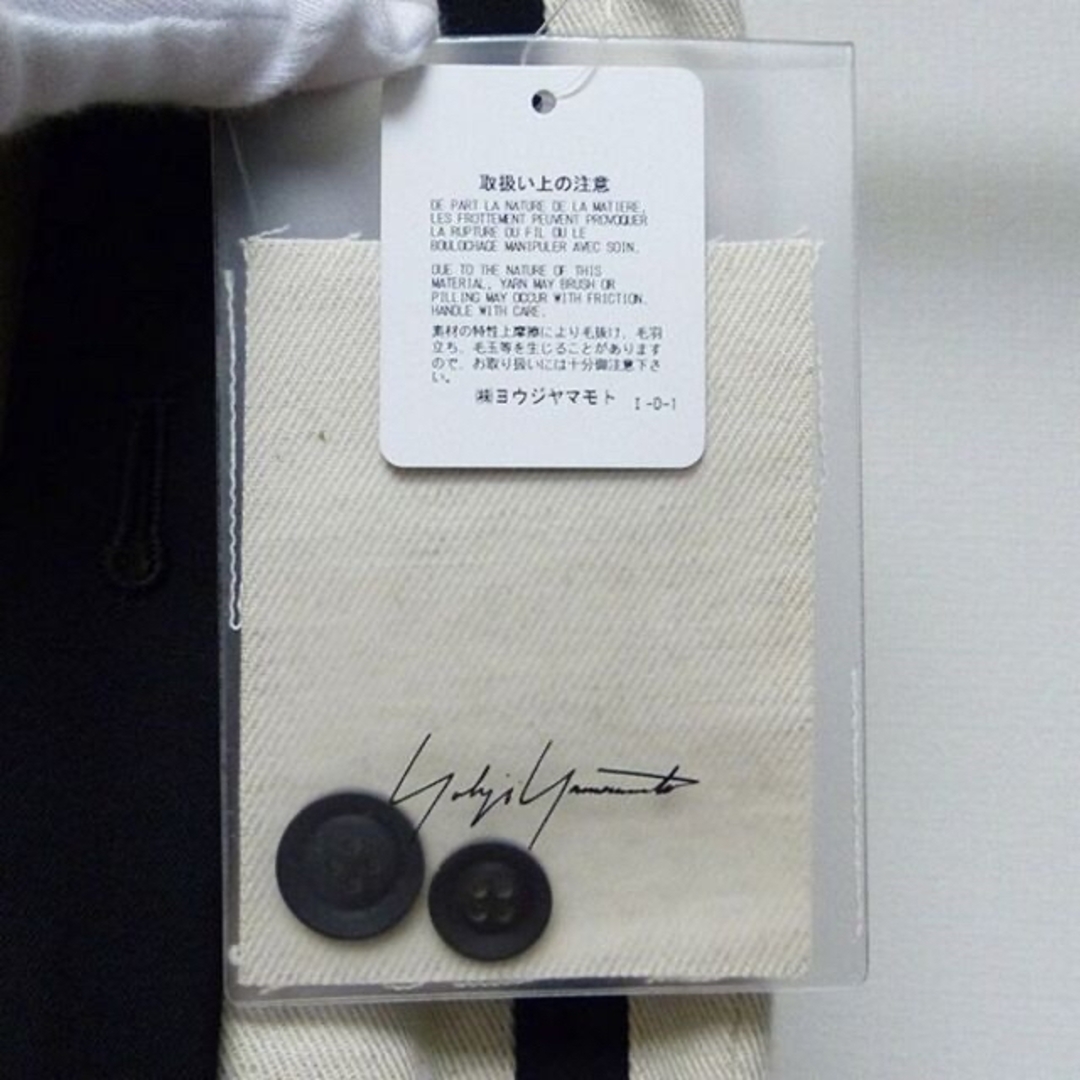 取扱い上の注意
DE PART LA NATURE DE LA MATIERE,
LES FROTTEMENT PEUVENT PROVOQUER
LA RUPTURE DU FIL OU LE
BOULOCHAGE MANIPULER AVEC SOIN.
DUE TO THE NATURE OF THIS
MATERIAL, YARN MAY BRUSH OR
PILLING MAY OCCUR WITH FRICTION.
HANDLE WITH CARE.
素材の特性上摩擦により毛抜け、毛羽
立ち、毛玉等を生じることがあります
ので、お取り扱いには十分御注意下さ
い。
㈱ヨウジヤマモト I-D-1
Yohji Yamamoto